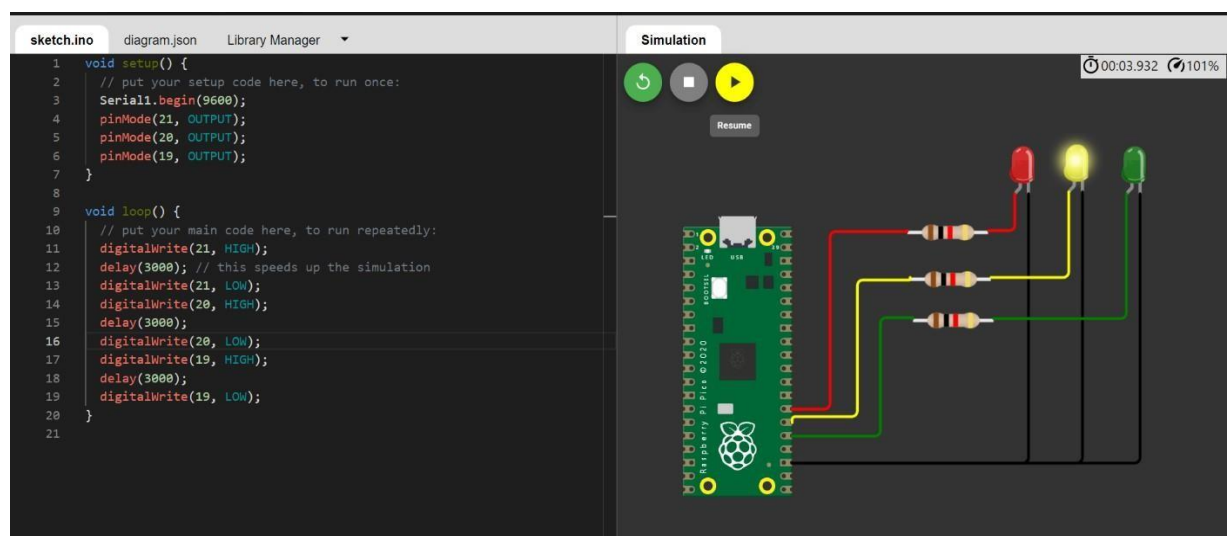 sketch.ino diagram.json Library Manager
1 void setup() {
2 // put your setup code here, to run once:
3 Serial1.begin(9600);
4 pinMode(21, OUTPUT);
5 pinMode(20, OUTPUT);
6 pinMode(19, OUTPUT);
7 }
8
9 void loop() {
10 // put your main code here, to run repeatedly:
11 digitalWrite(21, HIGH);
12 delay(3000); // this speeds up the simulation
13 digitalWrite(21, LOW);
14 digitalWrite(20, HIGH);
15 delay(3000);
16 digitalWrite(20, LOW);
17 digitalWrite(19, HIGH);
18 delay(3000);
19 digitalWrite(19, LOW);
20 }
21
Simulation
00:03.932 101%
Resume
1
2
39
LED
USB
BOOTSEL
Raspberry Pi Pico ©2020